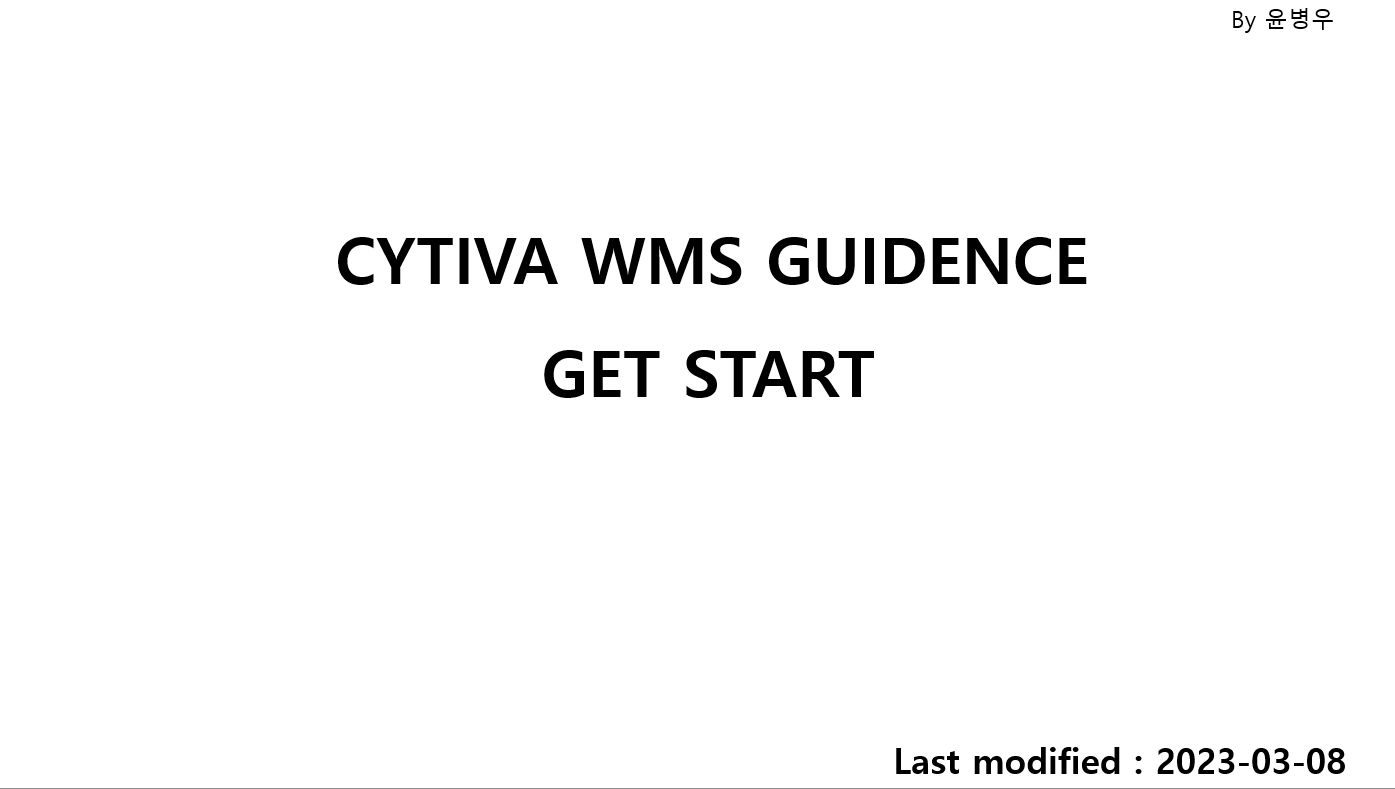 By 윤병우
CYTIVA WMS GUIDENCE
GET START
Last modified : 2023-03-08